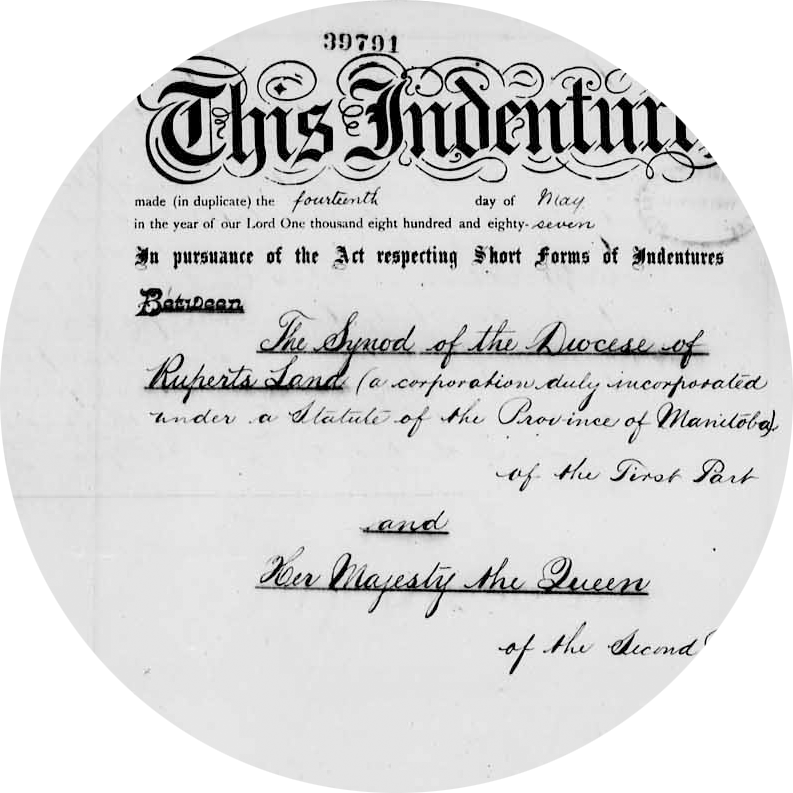 39791
This Indentur
made (in duplicate) the fourteenth day of May
in the year of our Lord One thousand eight hundred and eighty-seven
In pursuance of the Act respecting Short Forms of Indentures
Between
The Synod of the Diocese of
Ruperts Land (a corporation duly incorporated
under a Statute of the Province of Manitoba).
of the First Part
and
Her Majesty the Queen
of the Second